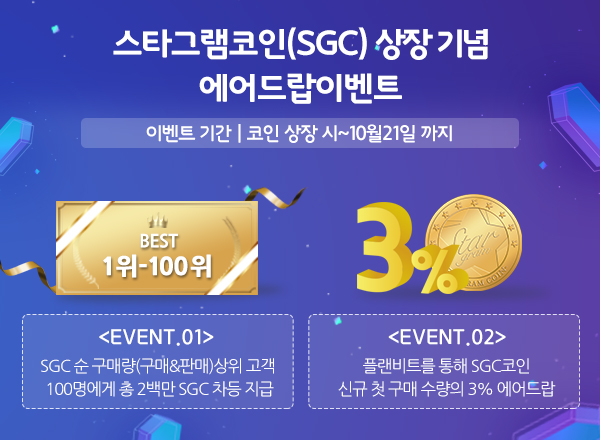 스타그램코인(SGC) 상장 기념
에어드랍이벤트
이벤트 기간 | 코인 상장 시~10월21일 까지
BEST
1위-100위
3%
Star
gram
GRAM COIN
<EVENT.01>
SGC 순 구매량(구매&판매)상위 고객
100명에게 총 2백만 SGC 차등 지급
<EVENT.02>
플랜비트를 통해 SGC코인
신규 첫 구매 수량의 3% 에어드랍